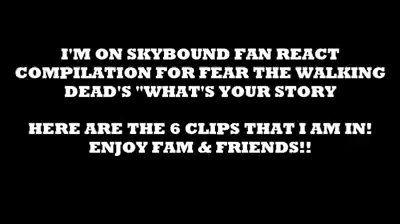 I'M ON SKYBOUND FAN REACT
COMPILATION FOR FEAR THE WALKING
DEAD'S "WHAT'S YOUR STORY
HERE ARE THE 6 CLIPS THAT I AM IN!
ENJOY FAM & FRIENDS!!